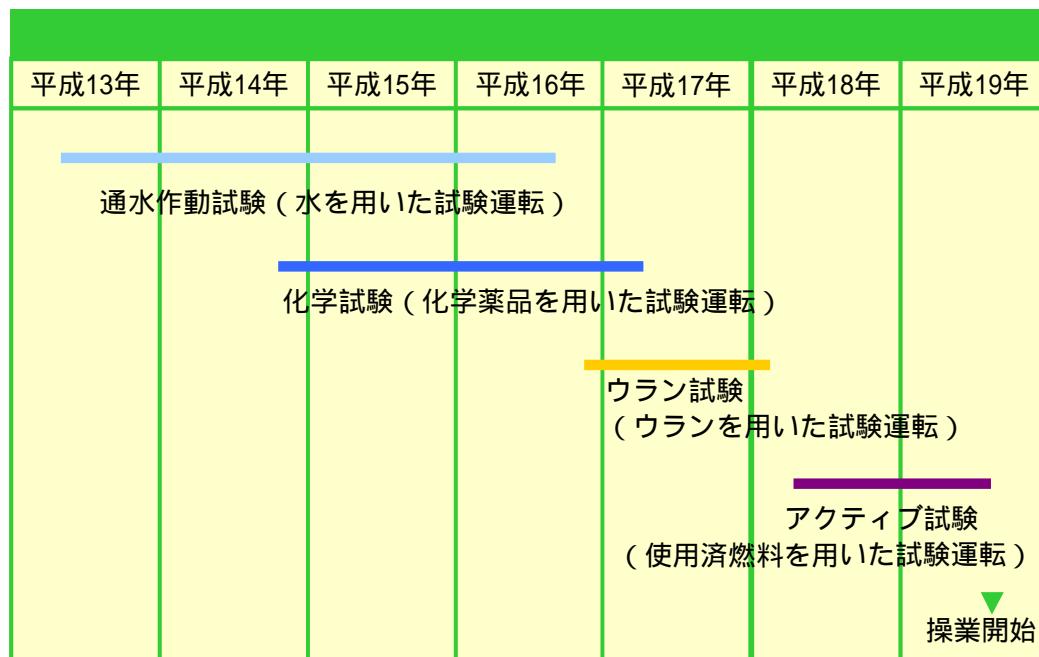 平成13年 平成14年 平成15年 平成16年 平成17年 平成18年 平成19年
通水作動試験(水を用いた試験運転)
化学試験(化学薬品を用いた試験運転)
ウラン試験
(ウランを用いた試験運転)
アクティブ試験
(使用済燃料を用いた試験運転)
操業開始